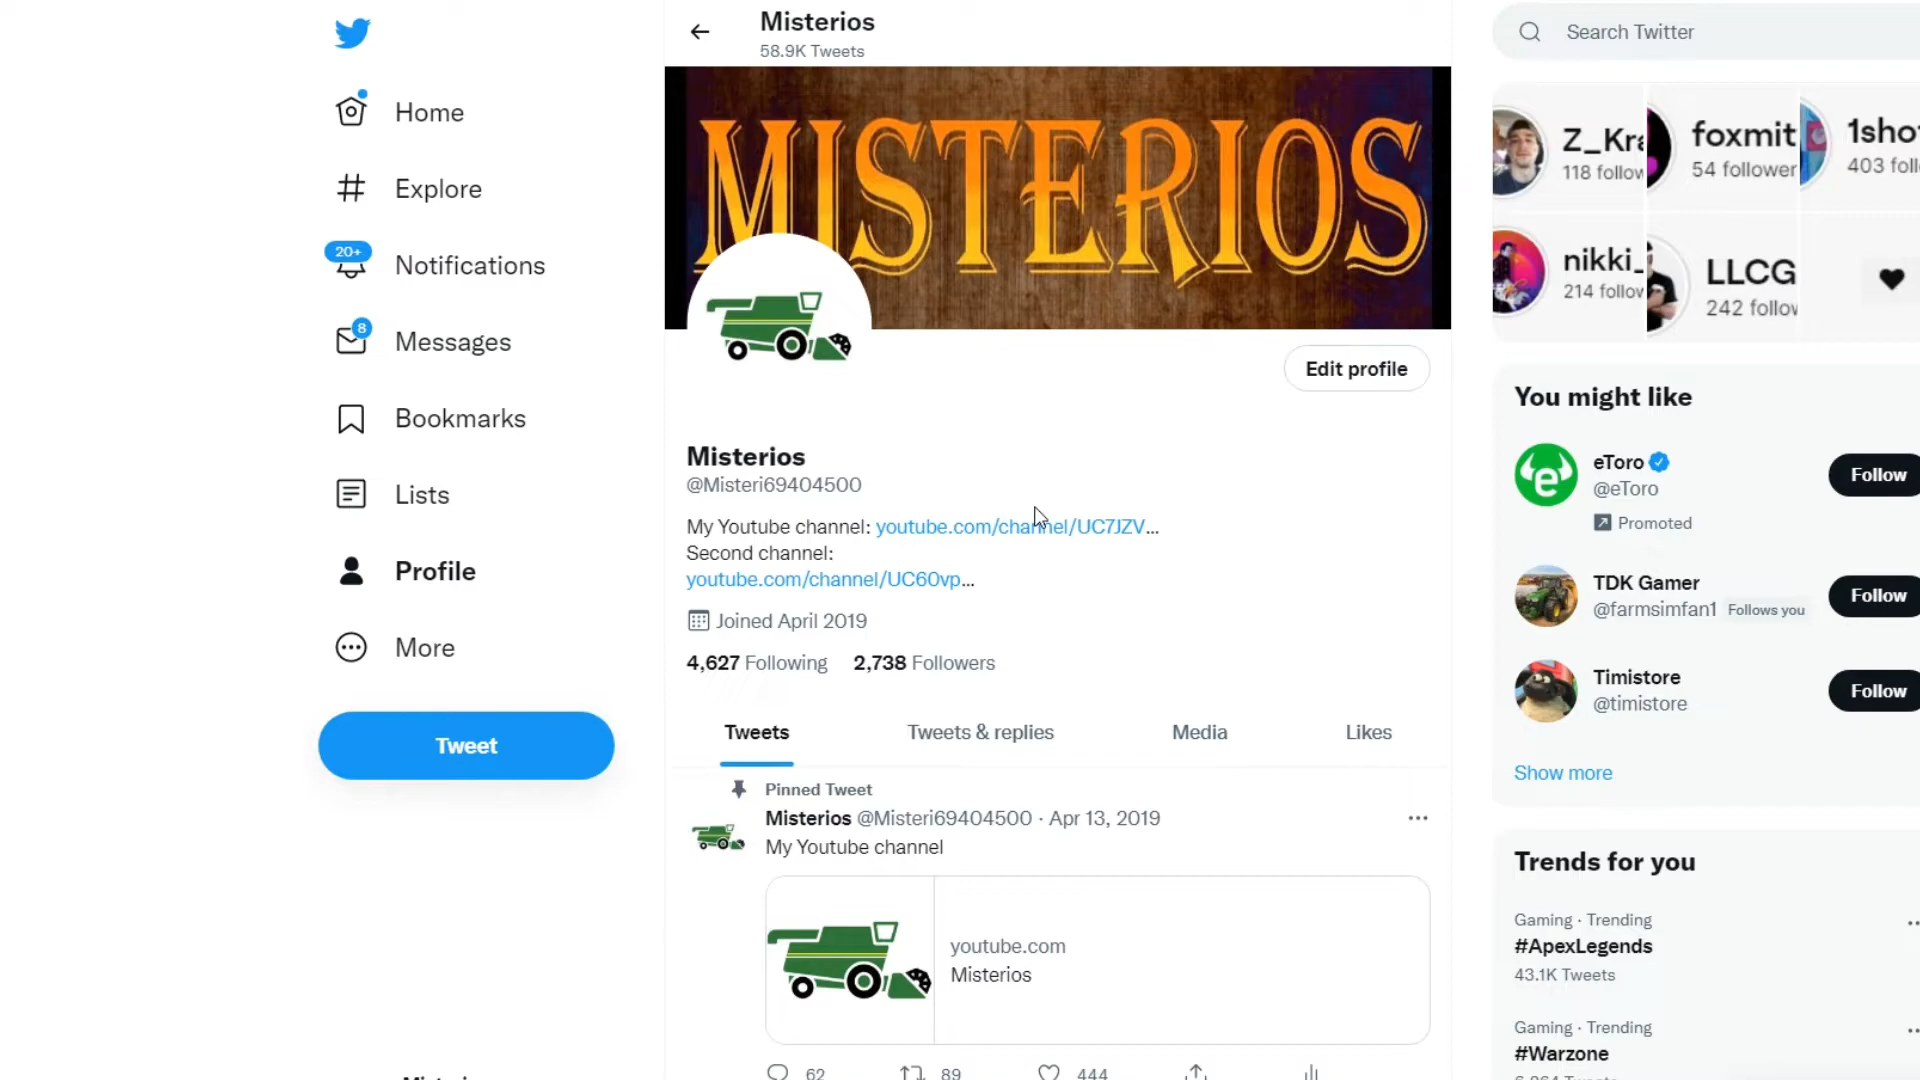 Misterios
58.9K Tweets
MISTERIOS
Home
Explore
20+
Notifications
8
Messages
Bookmarks
Lists
Profile
More
Tweet
Edit profile
Misterios
@Misteri69404500
My Youtube channel: youtube.com/channel/UC7JZV...
Second channel:
youtube.com/channel/UC60vp...
Joined April 2019
4,627 Following 2,738 Followers
Tweets Tweets & replies Media Likes
Pinned Tweet
Misterios @Misteri69404500 · Apr 13, 2019
My Youtube channel
youtube.com
Misterios
62 89 444
Search Twitter
Z_Kra
118 follow
foxmit
54 follower
1sho
403 foll
nikki_
214 follow
LLCG
242 follow
You might like
eToro
@eToro
Promoted
Follow
TDK Gamer
@farmsimfan1 Follows you
Follow
Timistore
@timistore
Follow
Show more
Trends for you
Gaming · Trending
#ApexLegends
43.1K Tweets
Gaming · Trending
#Warzone